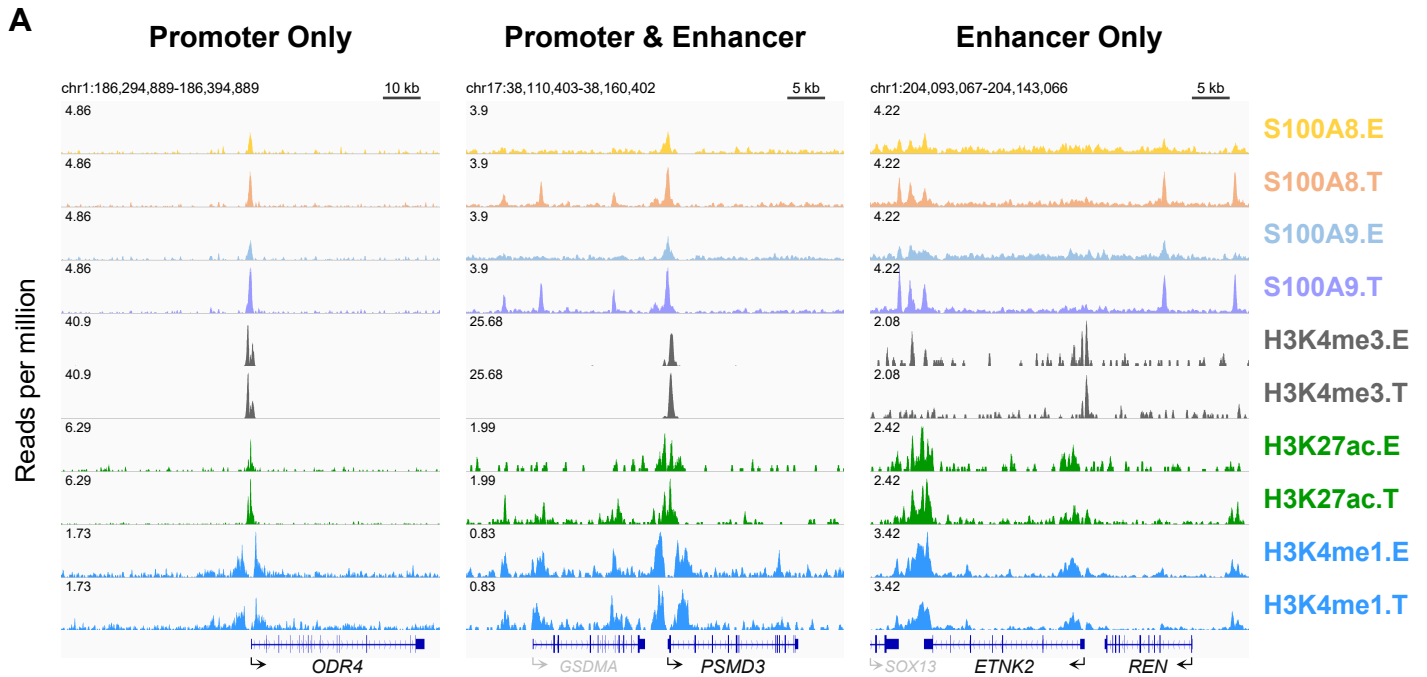 A
Promoter Only
Promoter & Enhancer
Enhancer Only
chr1:186,294,889-186,394,889
10 kb
chr17:38,110,403-38,160,402
5 kb
chr1:204,093,067-204,143,066
5 kb
4.86
3.9
4.22
S100A8.E
4.86
3.9
4.22
S100A8.T
4.86
3.9
4.22
S100A9.E
4.86
3.9
4.22
S100A9.T
40.9
25.68
2.08
H3K4me3.E
40.9
25.68
2.08
H3K4me3.T
6.29
1.99
2.42
H3K27ac.E
6.29
1.99
2.42
H3K27ac.T
1.73
0.83
3.42
H3K4me1.E
1.73
0.83
3.42
H3K4me1.T
Reads per million
ODR4
GSDMA
PSMD3
SOX13
ETNK2
REN